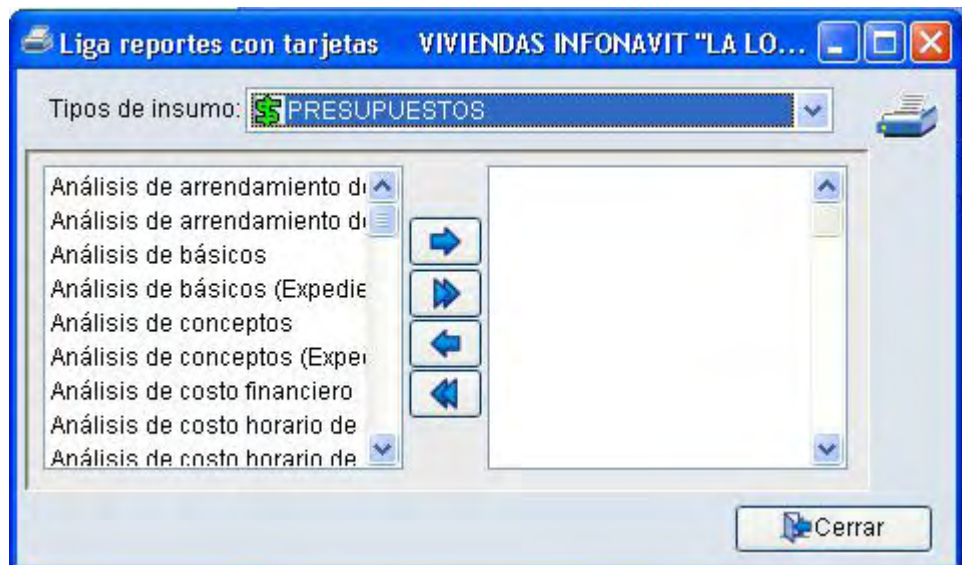 Liga reportes con tarjetas VIVIENDAS INFONAVIT "LA LO...
Tipos de insumo: PRESUPUESTOS
Análisis de arrendamiento d
Análisis de arrendamiento d
Análisis de básicos
Análisis de básicos (Expedie
Análisis de conceptos
Análisis de conceptos (Expe
Análisis de costo financiero
Análisis de costo horario de
Análisis de costo horario de
Cerrar